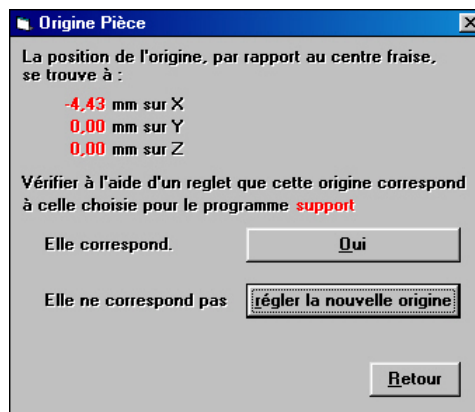 Origine Pièce
La position de l'origine, par rapport au centre fraise,
se trouve à :
-4,43 mm sur X
0,00 mm sur Y
0,00 mm sur Z
Vérifier à l'aide d'un reglet que cette origine correspond
à celle choisie pour le programme support
Elle correspond. Oui
Elle ne correspond pas régler la nouvelle origine
Retour